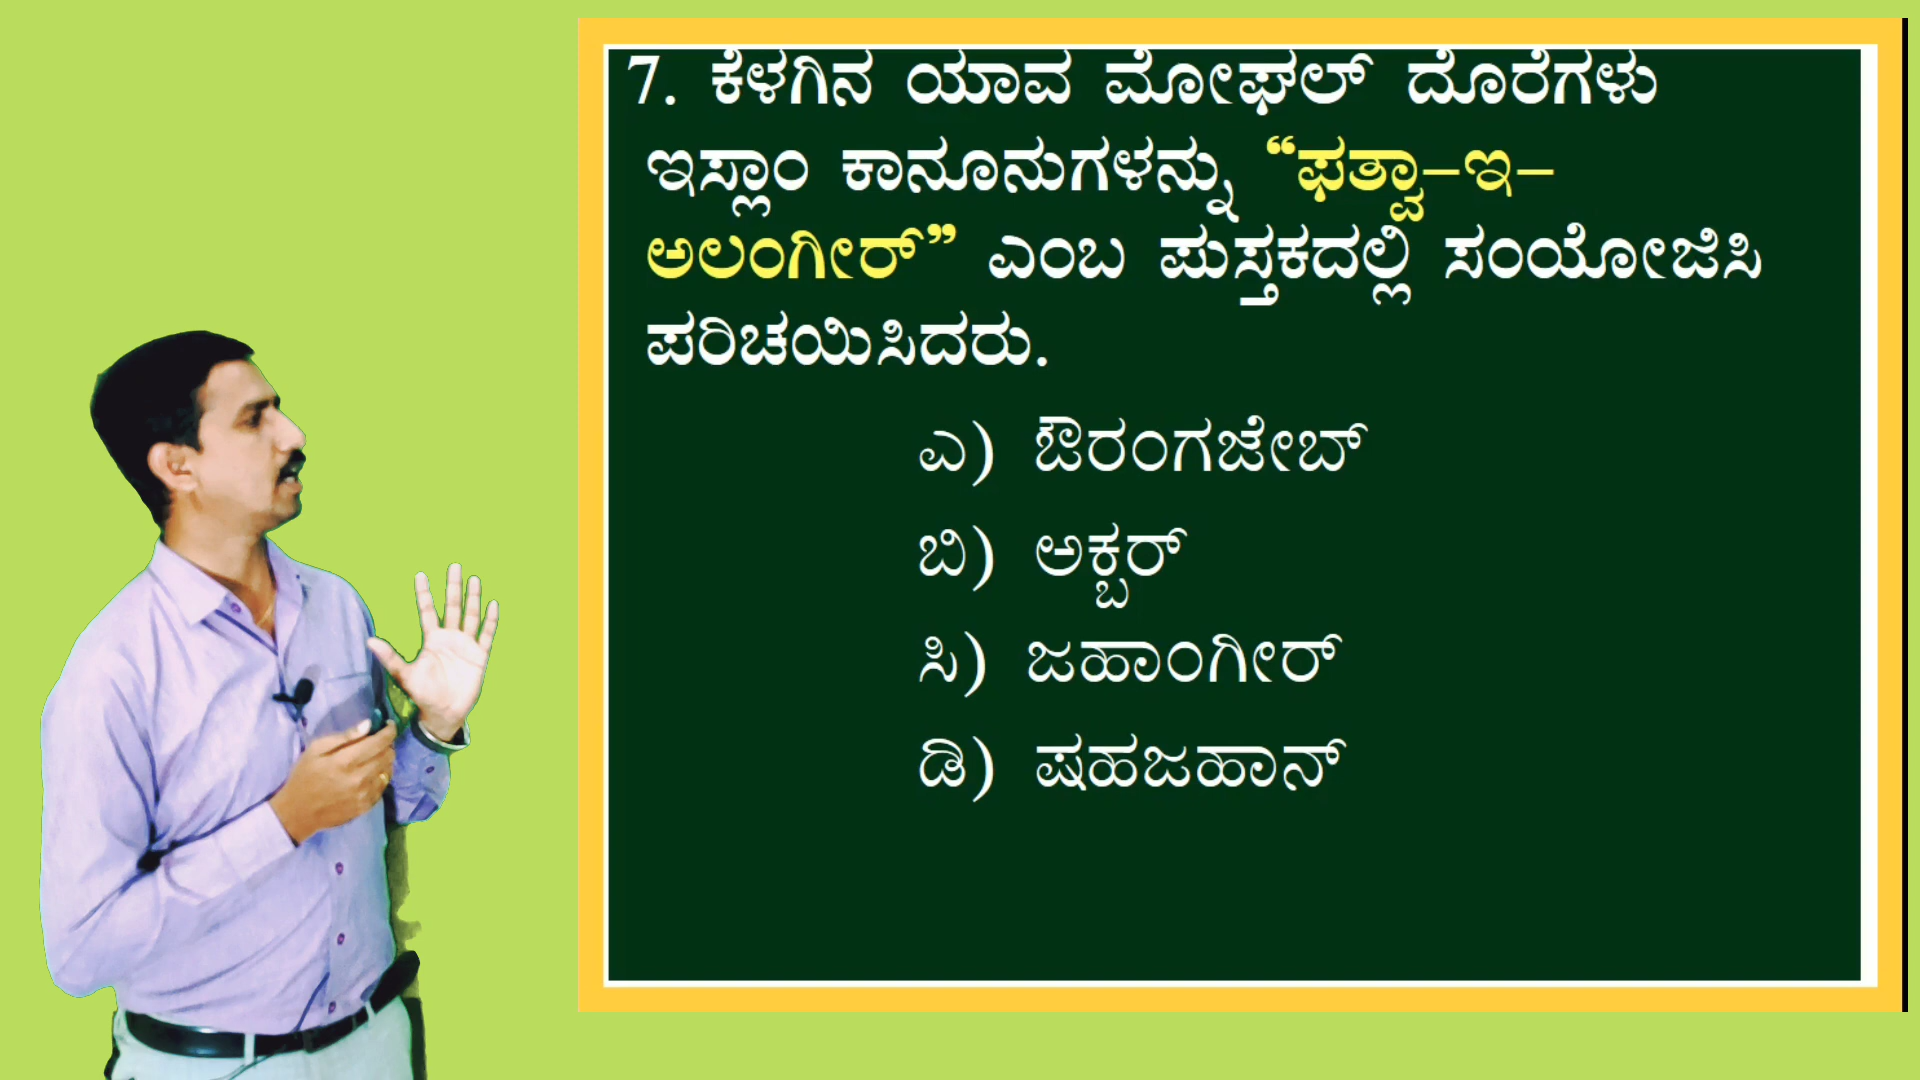 7. ಕೆಳಗಿನ ಯಾವ ಮೋಘಲ್ ದೊರೆಗಳು
ಇಸ್ಲಾಂ ಕಾನೂನುಗಳನ್ನು “ಫತ್ವಾ–ಇ–
ಅಲಂಗೀರ್” ಎಂಬ ಪುಸ್ತಕದಲ್ಲಿ ಸಂಯೋಜಿಸಿ
ಪರಿಚಯಿಸಿದರು.
ಎ) ಔರಂಗಜೇಬ್
ಬಿ) ಅಕ್ಬರ್
ಸಿ) ಜಹಾಂಗೀರ್
ಡಿ) ಷಹಜಹಾನ್